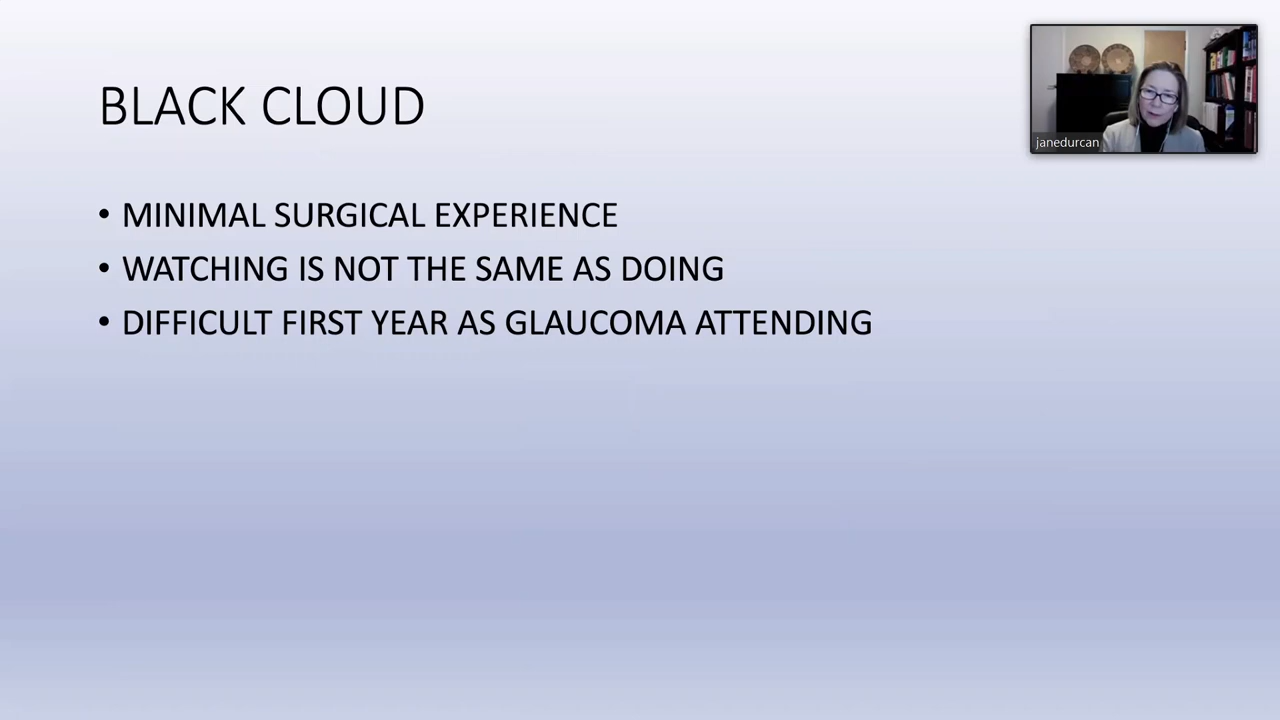 BLACK CLOUD
janedurcan
• MINIMAL SURGICAL EXPERIENCE
• WATCHING IS NOT THE SAME AS DOING
• DIFFICULT FIRST YEAR AS GLAUCOMA ATTENDING